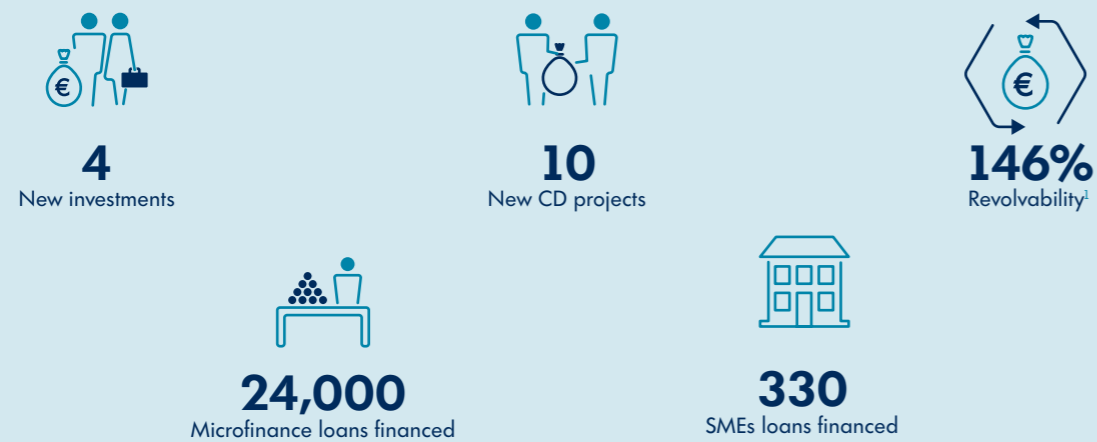 €
€
4
New investments
10
New CD projects
146%
Revolvability¹
24,000
Microfinance loans financed
330
SMEs loans financed